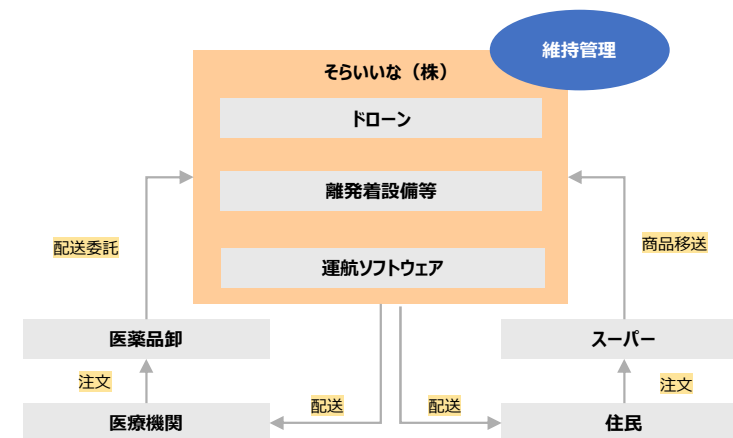 維持管理
そらいいな（株）
ドローン
離発着設備等
運航ソフトウェア
配送委託
商品移送
医薬品卸
スーパー
注文
注文
配送
配送
医療機関
住民